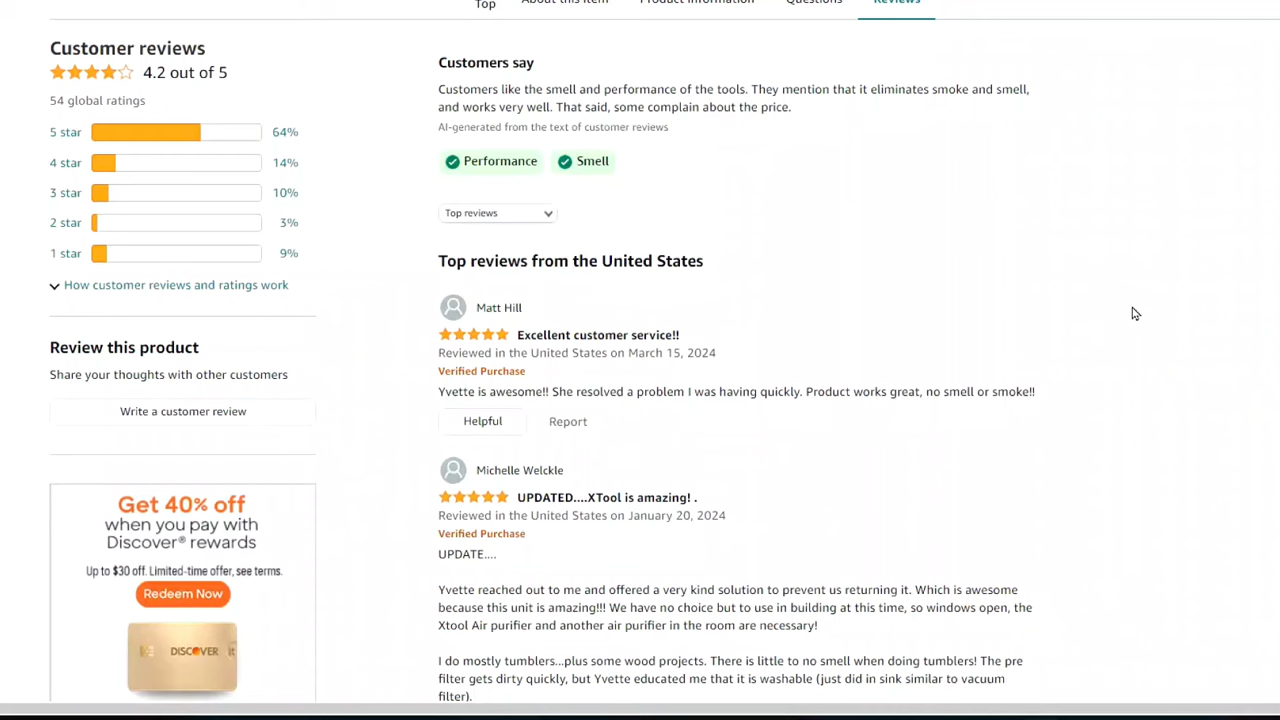 Top
About this item
Product information
Questions
Reviews
Customer reviews
4.2 out of 5
54 global ratings
5 star 64%
4 star 14%
3 star 10%
2 star 3%
1 star 9%
How customer reviews and ratings work
Review this product
Share your thoughts with other customers
Write a customer review
Get 40% off
when you pay with
Discover® rewards
Up to $30 off. Limited-time offer, see terms.
Redeem Now
DISCOVER it
Customers say
Customers like the smell and performance of the tools. They mention that it eliminates smoke and smell,
and works very well. That said, some complain about the price.
AI-generated from the text of customer reviews
Performance
Smell
Top reviews
Top reviews from the United States
Matt Hill
Excellent customer service!!
Reviewed in the United States on March 15, 2024
Verified Purchase
Yvette is awesome!! She resolved a problem I was having quickly. Product works great, no smell or smoke!!
Helpful
Report
Michelle Welckle
UPDATED....XTool is amazing! .
Reviewed in the United States on January 20, 2024
Verified Purchase
UPDATE....
Yvette reached out to me and offered a very kind solution to prevent us returning it. Which is awesome
because this unit is amazing!!! We have no choice but to use in building at this time, so windows open, the
Xtool Air purifier and another air purifier in the room are necessary!
I do mostly tumblers...plus some wood projects. There is little to no smell when doing tumblers! The pre
filter gets dirty quickly, but Yvette educated me that it is washable (just did in sink similar to vacuum
filter).